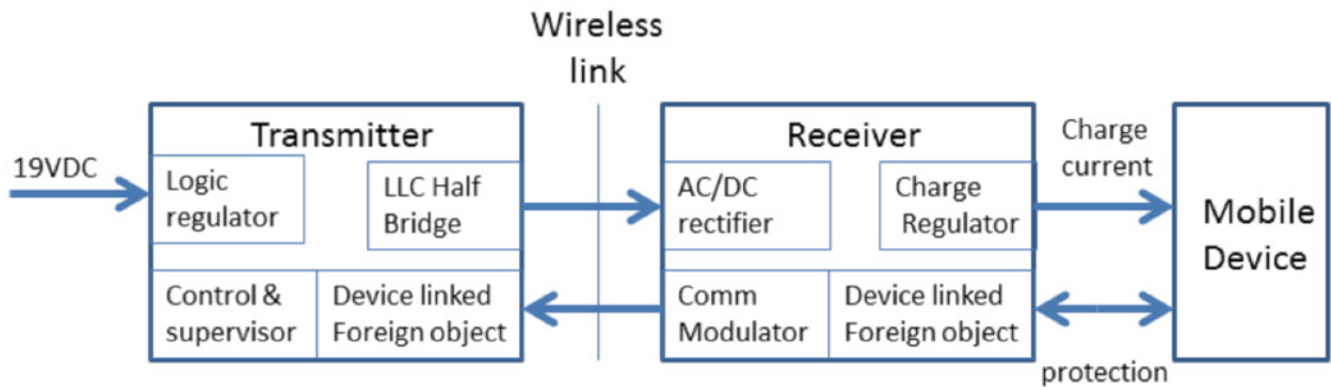 Wireless
link
Transmitter
Receiver
Charge
current
19VDC
Logic
regulator
LLC Half
Bridge
AC/DC
rectifier
Charge
Regulator
Mobile
Device
Control &
supervisor
Device linked
Foreign object
Comm
Modulator
Device linked
Foreign object
protection